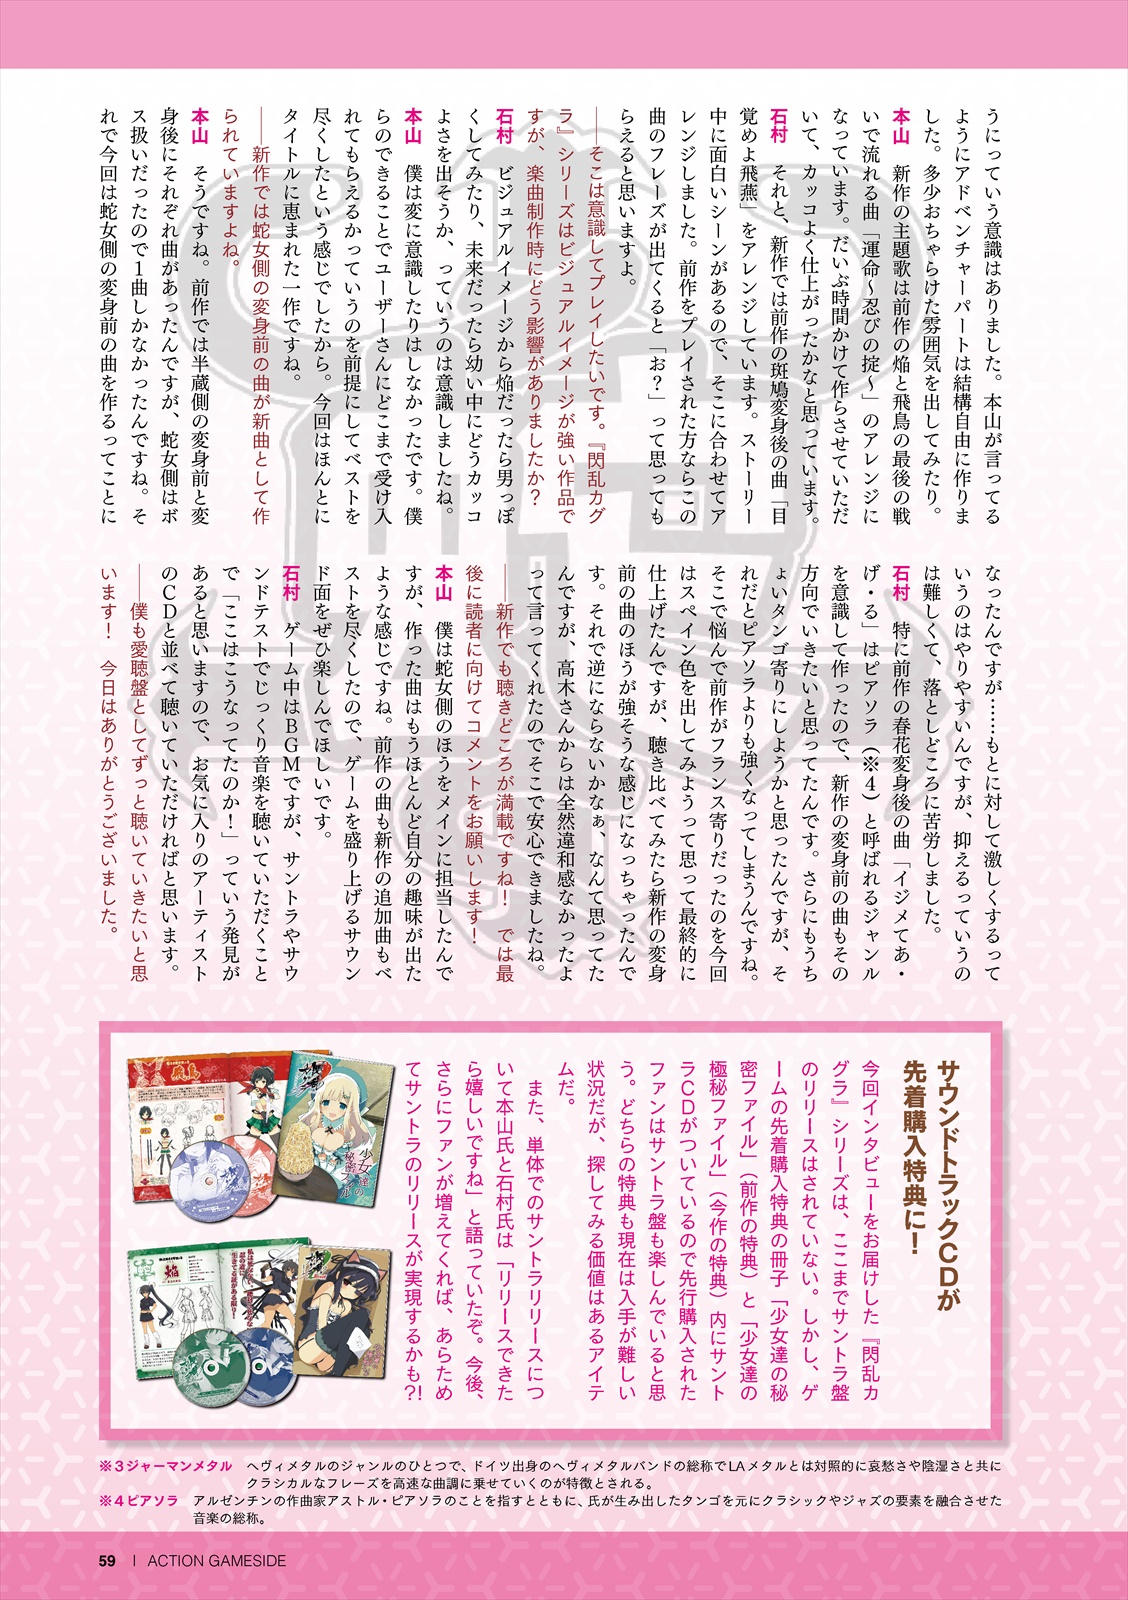 うにっていう意識はありました。本山が言ってる
ようにアドベンチャーパートは結構自由に作りま
した。多少おちゃらけた雰囲気を出してみたり。
本山　新作の主題歌は前作の焔と飛鳥の最後の戦
いで流れる曲「運命～忍びの掟～」のアレンジに
なっています。だいぶ時間かけて作らせていただ
いて、カッコよく仕上がったかなと思っています。
石村　それと、新作では前作の斑鳩変身後の曲「目
覚めよ飛燕」をアレンジしています。ストーリー
中に面白いシーンがあるので、そこに合わせてア
レンジしました。前作をプレイされた方ならこの
曲のフレーズが出てくると「お？」って思っても
らえると思いますよ。
――そこは意識してプレイしたいです。『閃乱カグ
ラ』シリーズはビジュアルイメージが強い作品で
すが、楽曲制作時にどう影響がありましたか？
石村　ビジュアルイメージから焔だったら男っぽ
くしてみたり、未来だったら幼い中にどうカッコ
よさを出そうか、っていうのは意識しましたね。
本山　僕は変に意識したりはしなかったです。僕
らのできることでユーザーさんにどこまで受け入
れてもらえるかっていうのを前提にしてベストを
尽くしたという感じでしたから。今回はほんとに
タイトルに恵まれた一作ですね。
――新作では蛇女側の変身前の曲が新曲として作
られていますよね。
本山　そうですね。前作では半蔵側の変身前と変
身後にそれぞれ曲があったんですが、蛇女側はボ
ス扱いだったので1曲しかなかったんですね。そ
れで今回は蛇女側の変身前の曲を作るってことに
なったんですが……もとに対して激しくするって
いうのはやりやすいんですが、抑えるっていうの
は難しくて、落としどころに苦労しました。
石村　特に前作の春花変身後の曲「イジメてあ・
げ・る」はピアソラ（※4）と呼ばれるジャンル
を意識して作ったので、新作の変身前の曲もその
方向でいきたいと思ってたんです。さらにもうち
ょいタンゴ寄りにしようかと思ったんですが、そ
れだとピアソラよりも強くなってしまうんですね。
そこで悩んで前作がフランス寄りだったのを今回
はスペイン色を出してみようって思って最終的に
仕上げたんですが、聴き比べてみたら新作の変身
前の曲のほうが強そうな感じになっちゃったんで
す。それで逆にならないかなぁ、なんて思ってた
んですが、高木さんからは全然違和感なかったよ
って言ってくれたのでそこで安心できましたね。
――新作でも聴きどころが満載ですね！　では最
後に読者に向けてコメントをお願いします！
本山　僕は蛇女側のほうをメインに担当したんで
すが、作った曲はもうほとんど自分の趣味が出た
ような感じですね。前作の曲も新作の追加曲もベ
ストを尽くしたので、ゲームを盛り上げるサウン
ド面をぜひ楽しんでほしいです。
石村　ゲーム中はBGMですが、サントラやサウ
ンドテストでじっくり音楽を聴いていただくこと
で「ここはこうなってたのか！」っていう発見が
あると思いますので、お気に入りのアーティスト
のCDと並べて聴いていただければと思います。
――僕も愛聴盤としてずっと聴いていきたいと思
います！　今日はありがとうございました。
サウンドトラックCDが
先着購入特典に！
今回インタビューをお届けした『閃乱カ
グラ』シリーズは、ここまでサントラ盤
のリリースはされていない。しかし、ゲ
ームの先着購入特典の冊子「少女達の秘
密ファイル」（前作の特典）と「少女達の
極秘ファイル」（今作の特典）内にサント
ラCDがついているので先行購入された
ファンはサントラ盤も楽しんでいると思
う。どちらの特典も現在は入手が難しい
状況だが、探してみる価値はあるアイテ
ムだ。
　また、単体でのサントラリリースにつ
いて本山氏と石村氏は「リリースできた
ら嬉しいですね」と語っていたぞ。今後、
さらにファンが増えてくれば、あらため
てサントラのリリースが実現するかも?!
飛鳥
少女達の
秘密ファイル
焔
※3ジャーマンメタル　ヘヴィメタルのジャンルのひとつで、ドイツ出身のヘヴィメタルバンドの総称でLAメタルとは対照的に哀愁さや陰湿さと共に
クラシカルなフレーズを高速な曲調に乗せていくのが特徴とされる。
※4ピアソラ　アルゼンチンの作曲家アストル・ピアソラのことを指すとともに、氏が生み出したタンゴを元にクラシックやジャズの要素を融合させた
音楽の総称。
59 | ACTION GAMESIDE